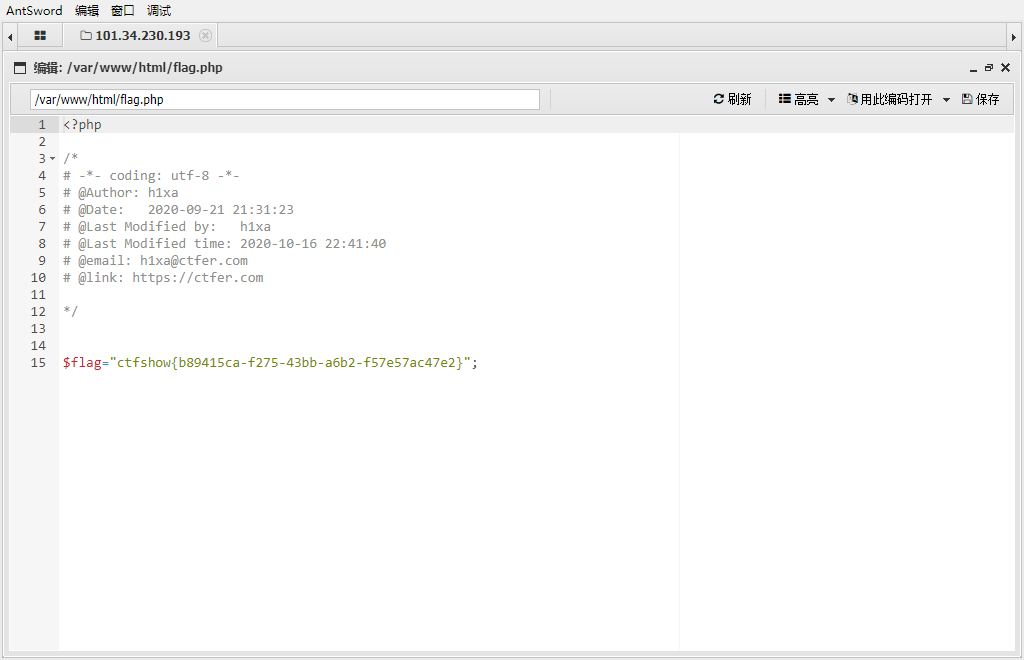 AntSword 编辑 窗口 调试
101.34.230.193
编辑: /var/www/html/flag.php
/var/www/html/flag.php 刷新 高亮 用此编码打开 保存
1 <?php
2
3 /*
4 # -*- coding: utf-8 -*-
5 # @Author: h1xa
6 # @Date:   2020-09-21 21:31:23
7 # @Last Modified by:   h1xa
8 # @Last Modified time: 2020-10-16 22:41:40
9 # @email: h1xa@ctfer.com
10 # @link: https://ctfer.com
11
12 */
13
14
15 $flag="ctfshow{b89415ca-f275-43bb-a6b2-f57e57ac47e2}";